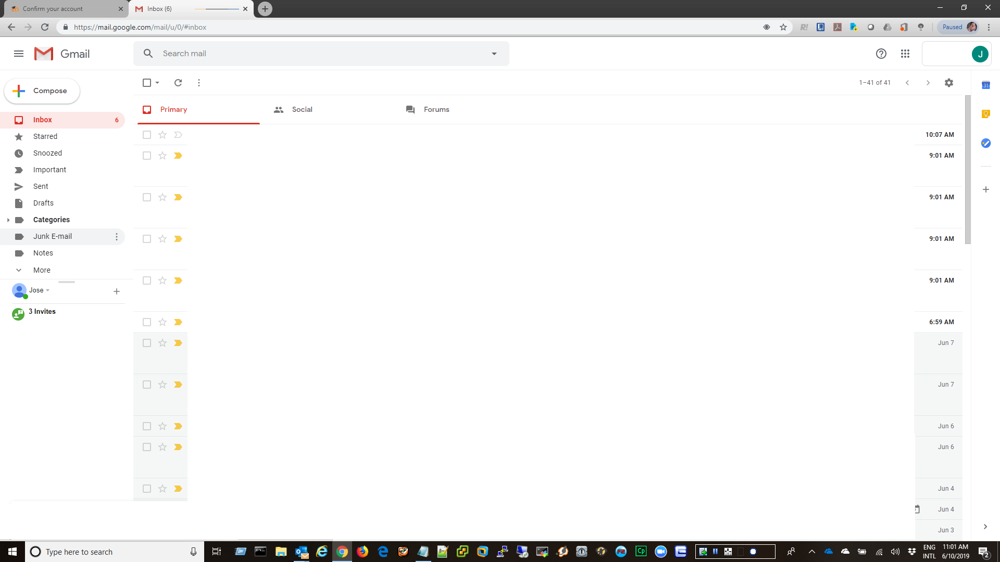 Confirm your account
Inbox (6)
https://mail.google.com/mail/u/0/#inbox
Paused
Gmail
Search mail
J
Compose
1–41 of 41
31
Primary
Social
Forums
Inbox 6
Starred
Snoozed
Important
Sent
Drafts
Categories
Junk E-mail
Notes
More
Jose
3 Invites
10:07 AM
9:01 AM
9:01 AM
9:01 AM
9:01 AM
6:59 AM
Jun 7
Jun 7
Jun 6
Jun 6
Jun 4
Jun 4
Jun 3
Type here to search
Cp
ENG
INTL
11:01 AM
6/10/2019
2